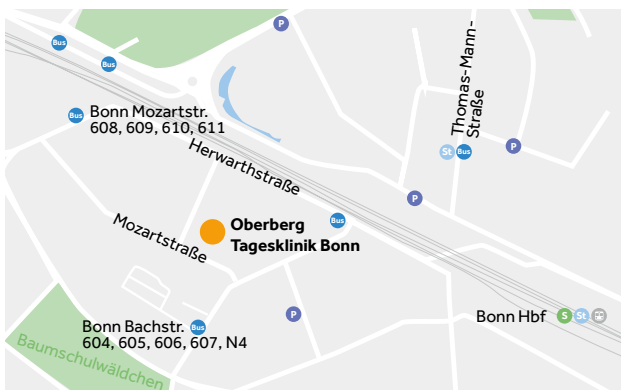 P
Bus
Bus
Bus
Bonn Mozartstr.
608, 609, 610, 611
Thomas-Mann-
Straße
St
Bus
P
Herwarthstraße
P
Mozartstraße
Oberberg
Tagesklinik Bonn
Bus
Bonn Hbf
S
St
P
Bonn Bachstr.
604, 605, 606, 607, N4
Bus
Baumschulwäldchen